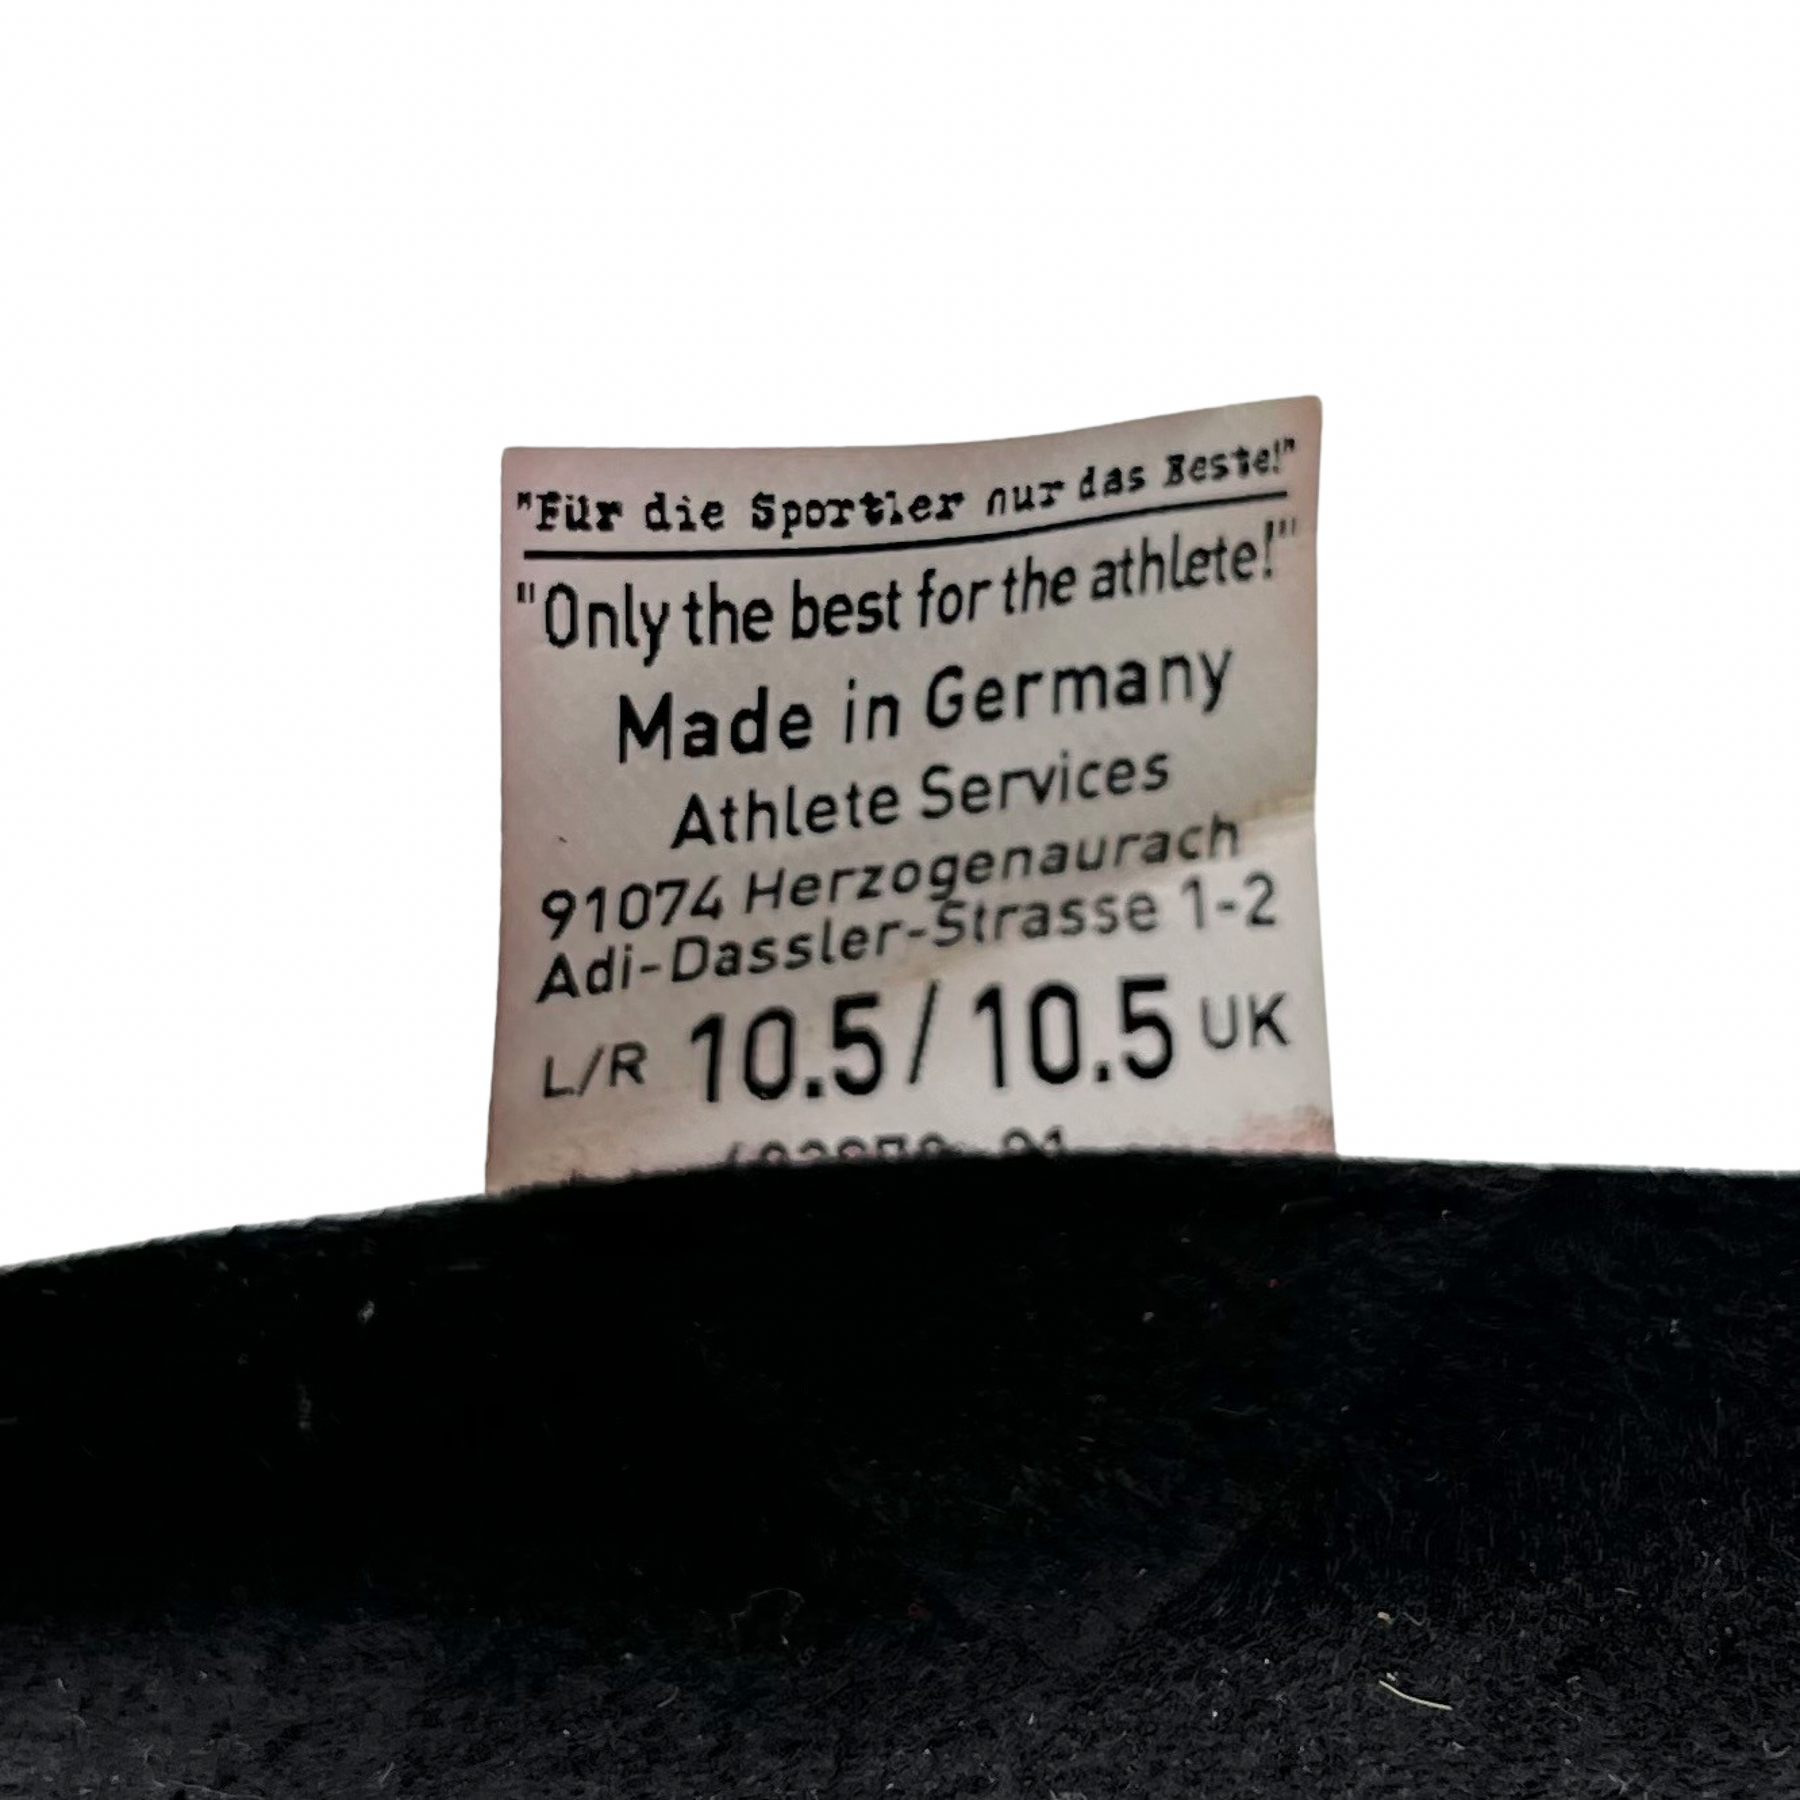 "Für die Sportler nur das Beste!"
"Only the best for the athlete!"
Made in Germany
Athlete Services
91074 Herzogenaurach
Adi-Dassler-Strasse 1-2
L/R 10.5 / 10.5 UK